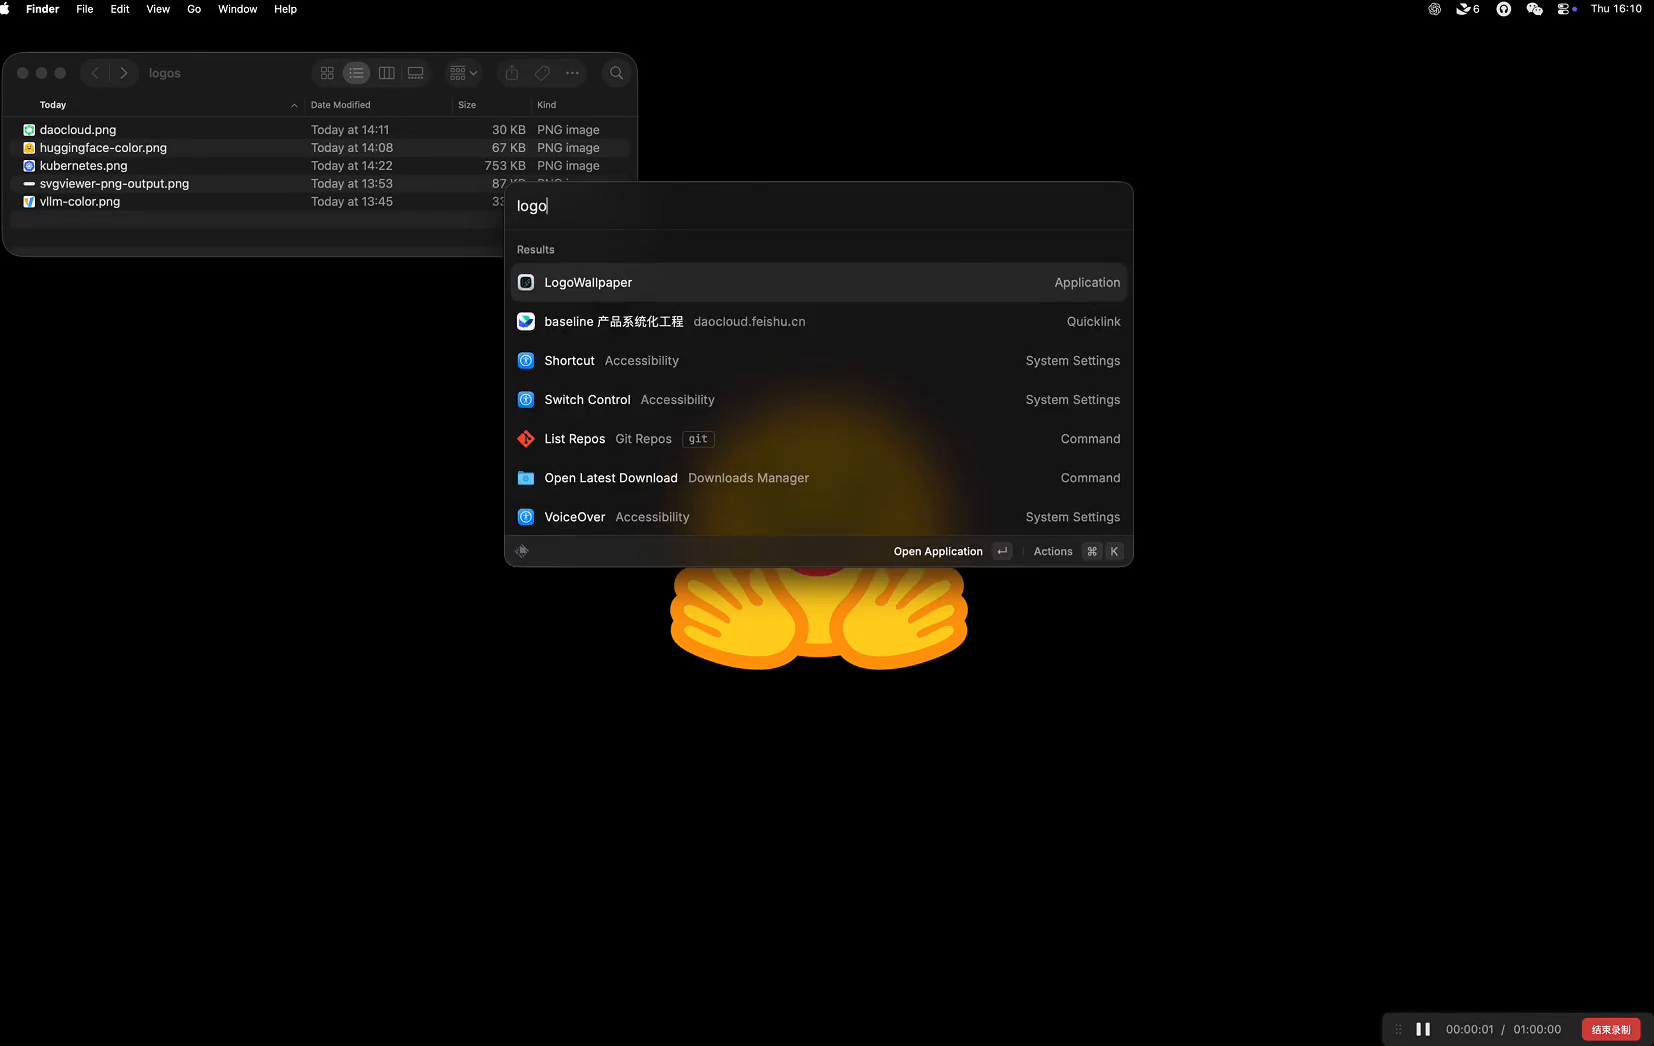 Finder File Edit View Go Window Help
6 Thu 16:10
logos
Today Date Modified Size Kind
daocloud.png Today at 14:11 30 KB PNG image
huggingface-color.png Today at 14:08 67 KB PNG image
kubernetes.png Today at 14:22 753 KB PNG image
svgviewer-png-output.png Today at 13:53 87
vllm-color.png Today at 13:45
logo
Results
LogoWallpaper Application
baseline 产品系统化工程 daocloud.feishu.cn Quicklink
Shortcut Accessibility System Settings
Switch Control Accessibility System Settings
List Repos Git Repos git Command
Open Latest Download Downloads Manager Command
VoiceOver Accessibility System Settings
Open Application ↵ Actions ⌘ K
00:00:01 / 01:00:00 结束录制